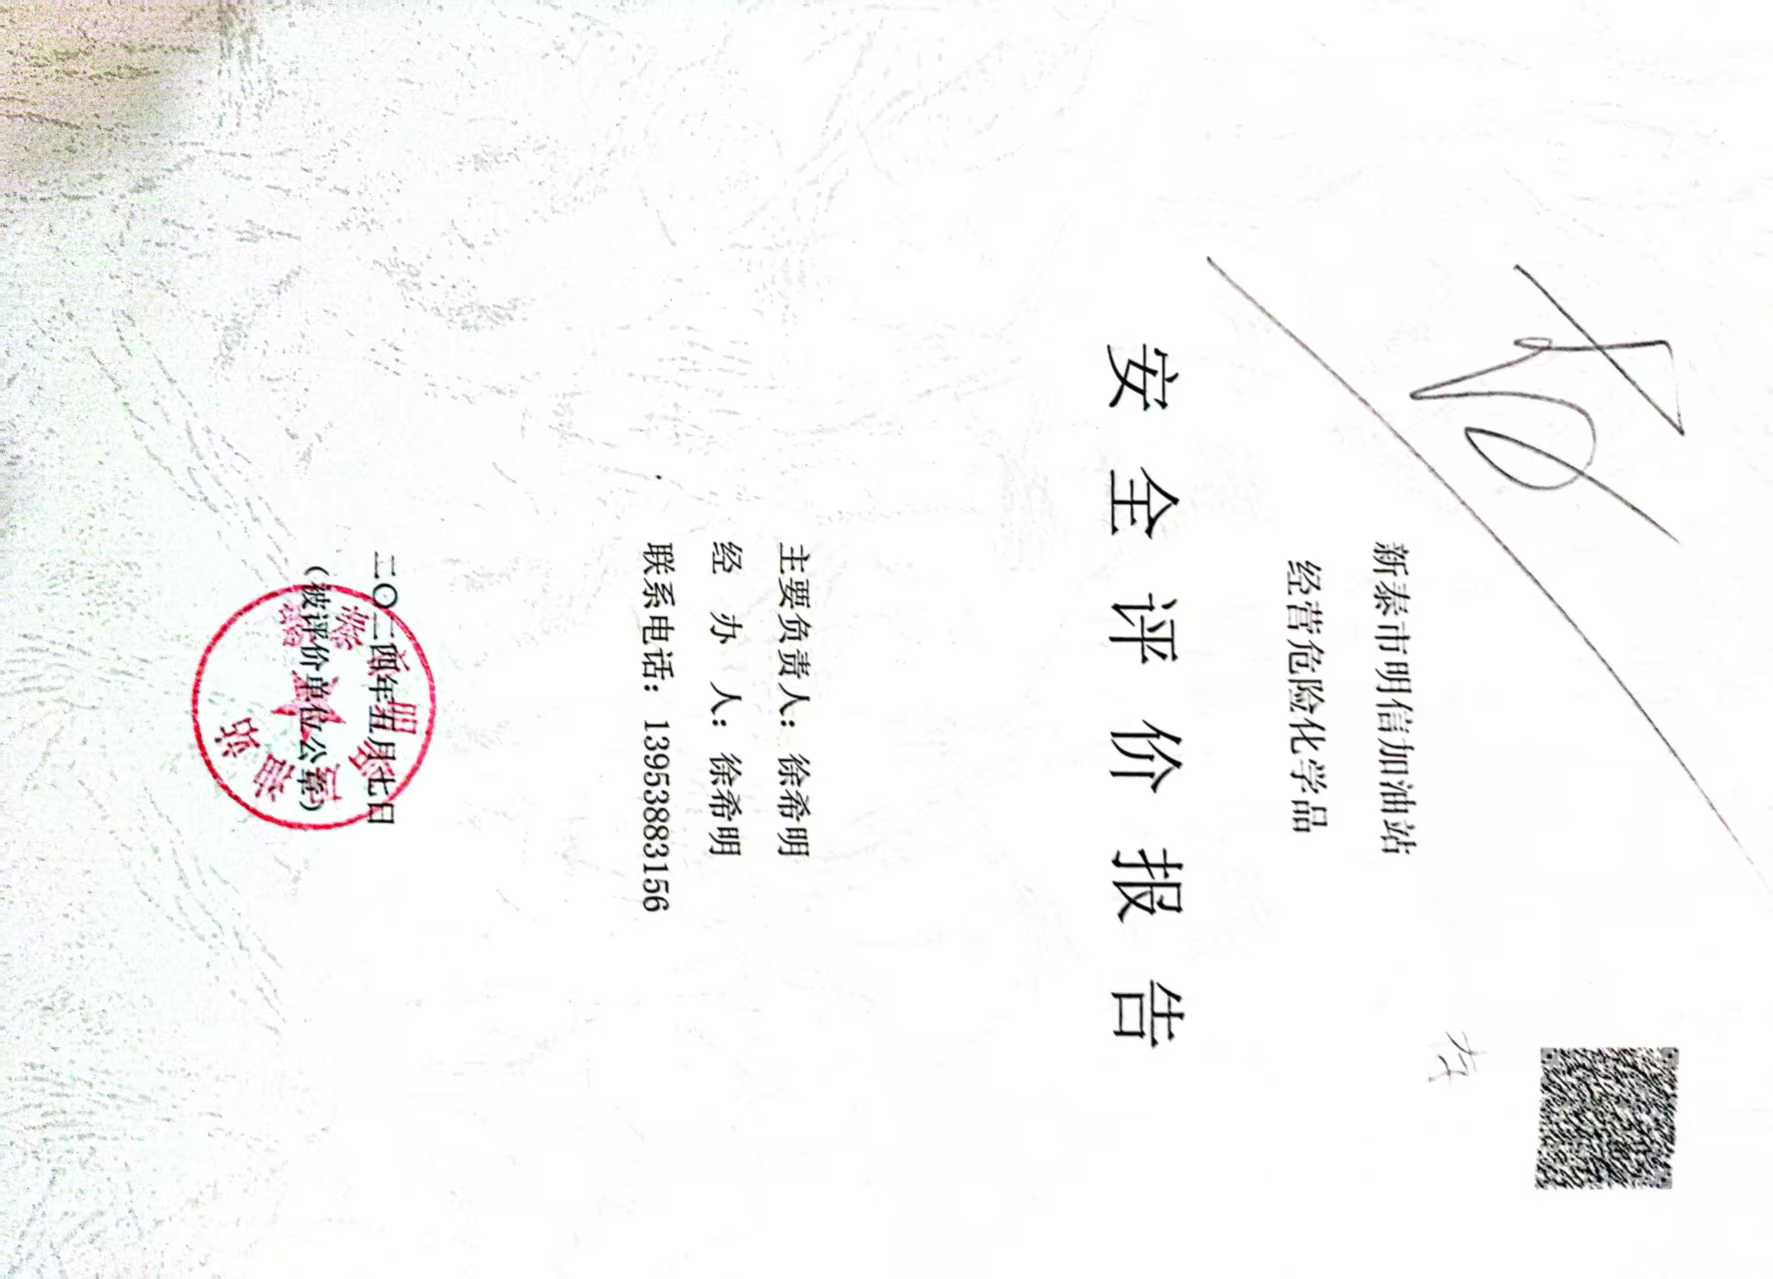 新泰市明信加油站
经营危险化学品
安全评价报告
主要负责人：徐希明
经 办 人：徐希明
联系电话：13953883156
（被评价单位公章）
二〇二四年五月七日